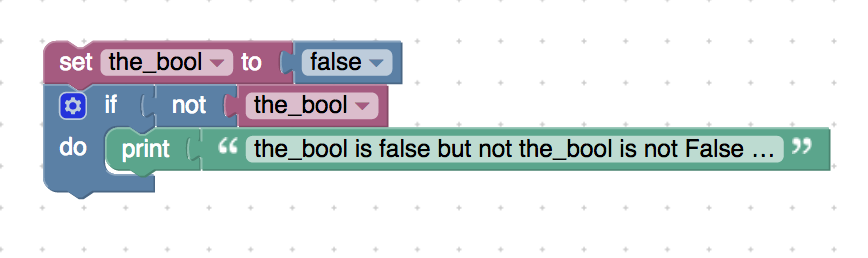 set the_bool to false
if not the_bool
do print “ the_bool is false but not the_bool is not False ... ”